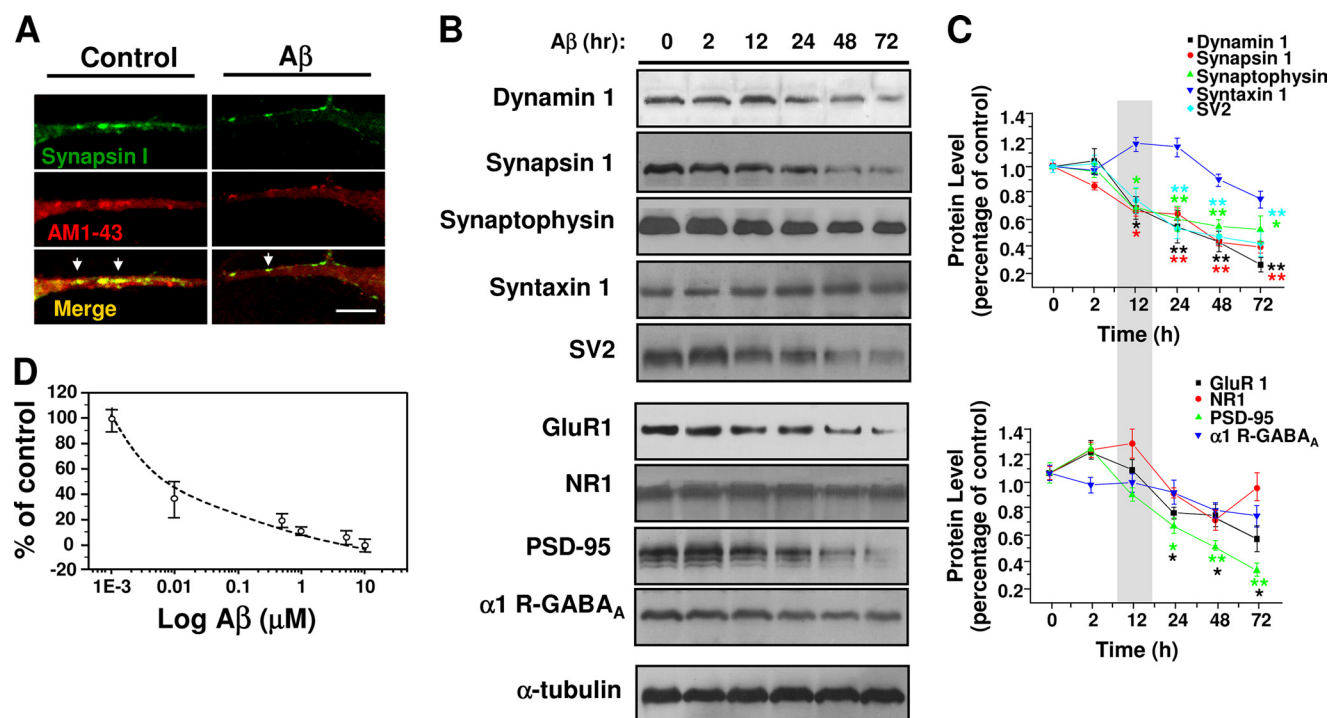 A
Control
Aβ
Synapsin I
AM1-43
Merge
B
Aβ (hr): 0 2 12 24 48 72
Dynamin 1
Synapsin 1
Synaptophysin
Syntaxin 1
SV2
GluR1
NR1
PSD-95
α1 R-GABAA
α-tubulin
C
Dynamin 1
Synapsin 1
Synaptophysin
Syntaxin 1
SV2
Protein Level
(percentage of control)
1.4
1.2
1.0
0.8
0.6
0.4
0.2
* * *
** ** ** **
** ** ** **
** * ** **
0 2 12 24 48 72
Time (h)
GluR 1
NR1
PSD-95
α1 R-GABAA
Protein Level
(percentage of control)
1.4
1.2
1.0
0.8
0.6
0.4
0.2
* *
** *
** *
0 2 12 24 48 72
Time (h)
D
% of control
120
100
80
60
40
20
0
-20
1E-3 0.01 0.1 1 10
Log Aβ (μM)